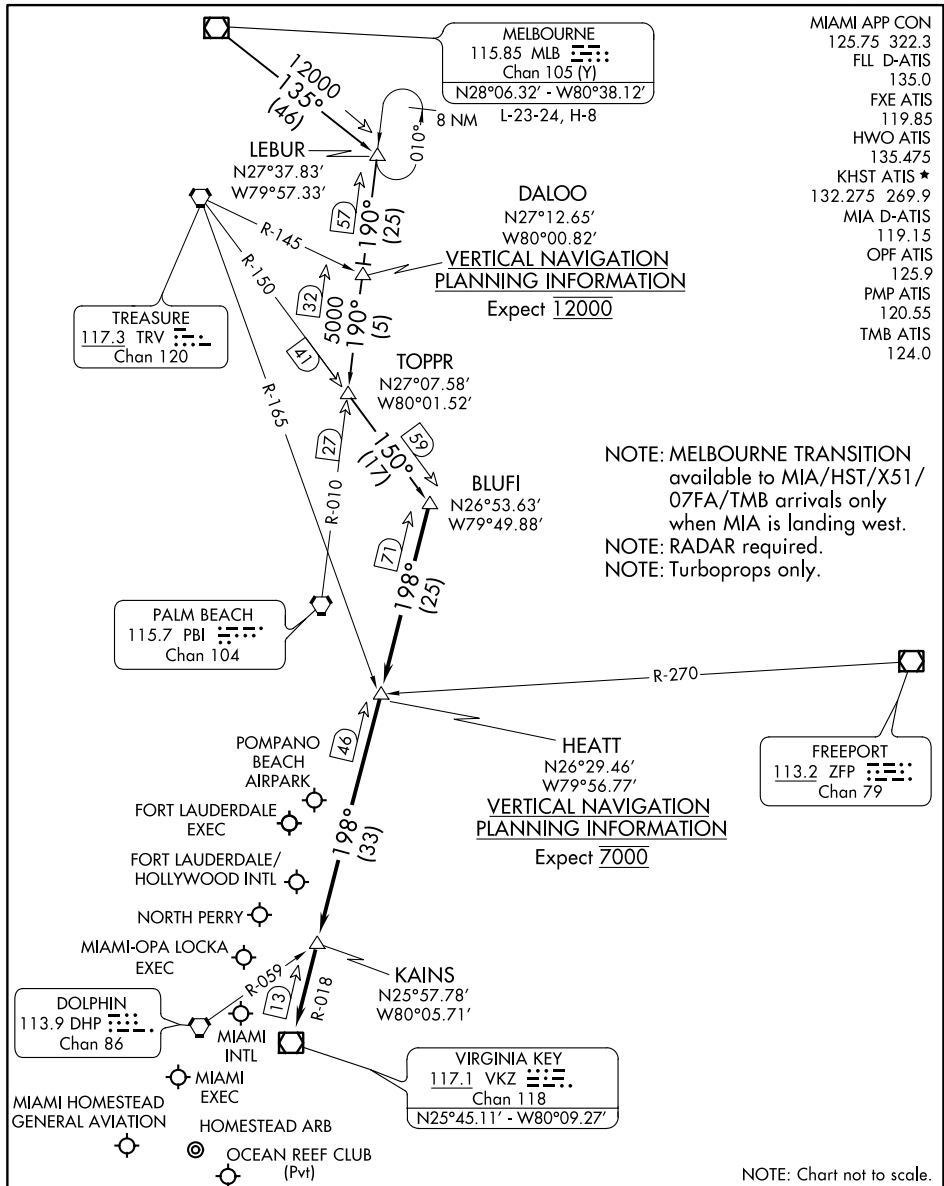 MELBOURNE
115.85 MLB
Chan 105 (Y)
N28°06.32' - W80°38.12'
L-23-24, H-8
MIAMI APP CON
125.75 322.3
FLL D-ATIS
135.0
FXE ATIS
119.85
HWO ATIS
135.475
KHST ATIS ★
132.275 269.9
MIA D-ATIS
119.15
OPF ATIS
125.9
PMP ATIS
120.55
TMB ATIS
124.0
12000
135°
(46)
8 NM
010°
LEBUR
N27°37.83'
W79°57.33'
57
190°
(25)
DALOO
N27°12.65'
W80°00.82'
VERTICAL NAVIGATION
PLANNING INFORMATION
Expect 12000
R-145
R-150
R-165
TREASURE
117.3 TRV
Chan 120
32
5000
190°
(5)
41
TOPPR
N27°07.58'
W80°01.52'
27
R-010
59
150°
(17)
BLUFI
N26°53.63'
W79°49.88'
NOTE: MELBOURNE TRANSITION
available to MIA/HST/X51/
07FA/TMB arrivals only
when MIA is landing west.
NOTE: RADAR required.
NOTE: Turboprops only.
71
198°
(25)
PALM BEACH
115.7 PBI
Chan 104
R-270
FREEPORT
113.2 ZFP
Chan 79
HEATT
N26°29.46'
W79°56.77'
VERTICAL NAVIGATION
PLANNING INFORMATION
Expect 7000
46
198°
(33)
POMPANO
BEACH
AIRPARK
FORT LAUDERDALE
EXEC
FORT LAUDERDALE/
HOLLYWOOD INTL
NORTH PERRY
MIAMI-OPA LOCKA
EXEC
R-059
13
R-018
KAINS
N25°57.78'
W80°05.71'
DOLPHIN
113.9 DHP
Chan 86
MIAMI
INTL
VIRGINIA KEY
117.1 VKZ
Chan 118
N25°45.11' - W80°09.27'
MIAMI
EXEC
MIAMI HOMESTEAD
GENERAL AVIATION
HOMESTEAD ARB
OCEAN REEF CLUB
(Pvt)
NOTE: Chart not to scale.